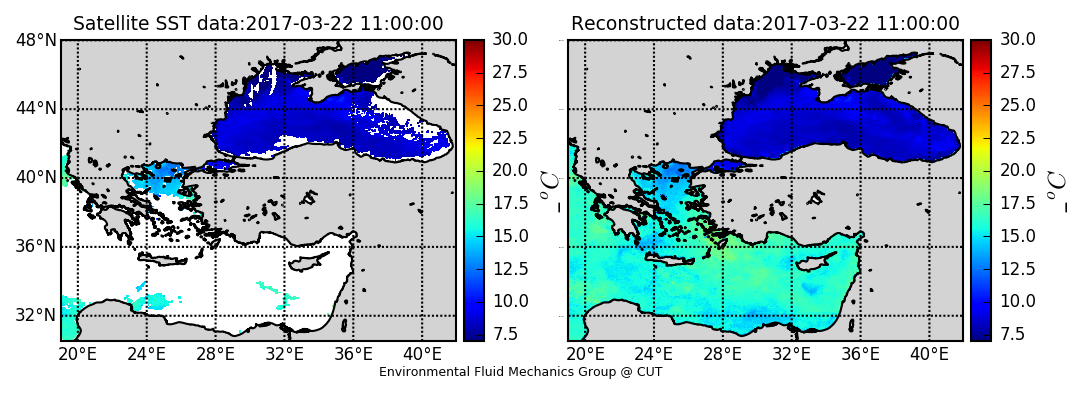 Satellite SST data:2017-03-22 11:00:00
48°N
44°N
40°N
36°N
32°N
20°E 24°E 28°E 32°E 36°E 40°E
30.0
27.5
25.0
22.5
20.0
17.5
15.0
12.5
10.0
7.5
_ °C
Reconstructed data:2017-03-22 11:00:00
20°E 24°E 28°E 32°E 36°E 40°E
30.0
27.5
25.0
22.5
20.0
17.5
15.0
12.5
10.0
7.5
_ °C
Environmental Fluid Mechanics Group @ CUT